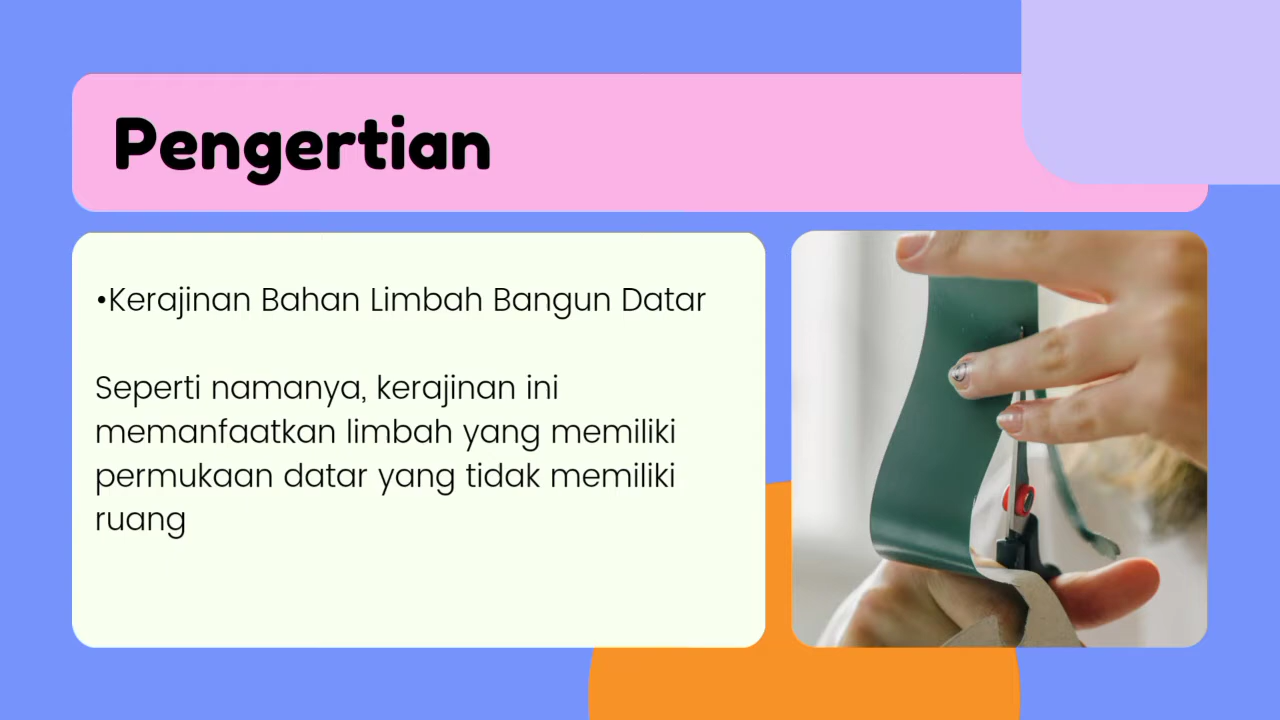 Pengertian
•Kerajinan Bahan Limbah Bangun Datar
Seperti namanya, kerajinan ini
memanfaatkan limbah yang memiliki
permukaan datar yang tidak memiliki
ruang